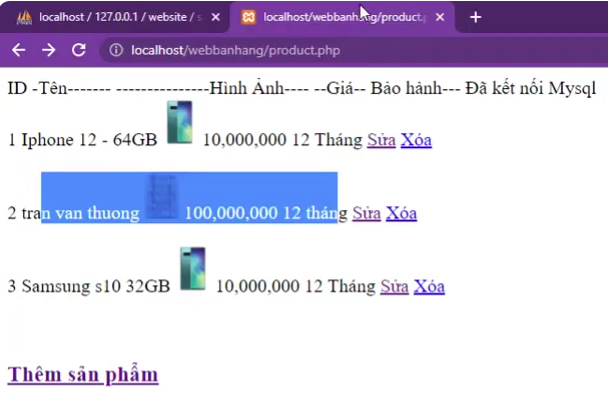 localhost / 127.0.0.1 / website / s
localhost/webbanhang/product.p
localhost/webbanhang/product.php
ID -Tên------- ---------------Hình Ảnh---- --Giá-- Bảo hành--- Đã kết nối Mysql
1 Iphone 12 - 64GB 10,000,000 12 Tháng Sửa Xóa
2 tran van thuong 100,000,000 12 tháng Sửa Xóa
3 Samsung s10 32GB 10,000,000 12 Tháng Sửa Xóa
Thêm sản phẩm